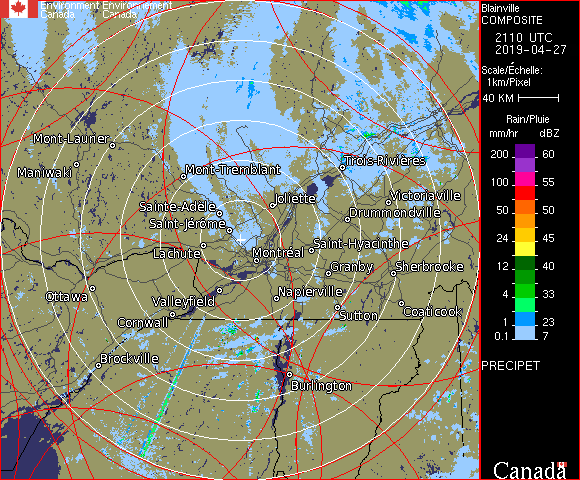 Environment Environnement
Canada Canada
Blainville
COMPOSITE
2110 UTC
2019-04-27
Scale/Échelle:
1km/Pixel
40 KM
Rain/Pluie
mm/hr dBZ
200 60
100 55
50 50
24 45
12 40
4 33
1 23
0.1 7
PRECIPET
Canada
Mont-Laurier
Maniwaki
Mont-Tremblant
Trois-Rivières
Sainte-Adèle
Joliette
Victoriaville
Saint-Jérôme
Drummondville
Lachute
Montréal
Saint-Hyacinthe
Granby
Sherbrooke
Ottawa
Valleyfield
Napierville
Cornwall
Sutton
Coaticook
Brockville
Burlington